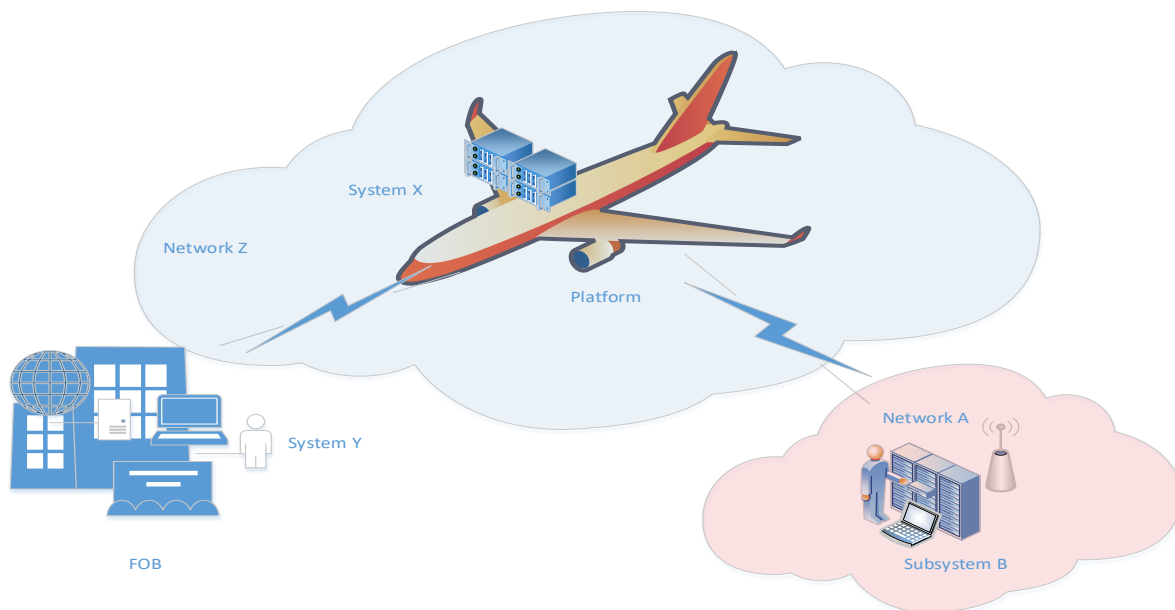 System X
Network Z
Platform
Network A
System Y
FOB
Subsystem B